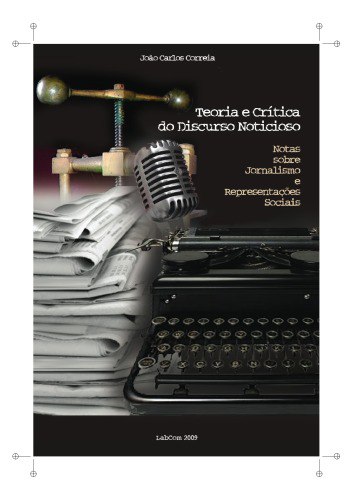 João Carlos Correia
Teoria e Crítica
do Discurso Noticioso
Notas
sobre
Jornalismo
e
Representações
Sociais
LabCom 2009